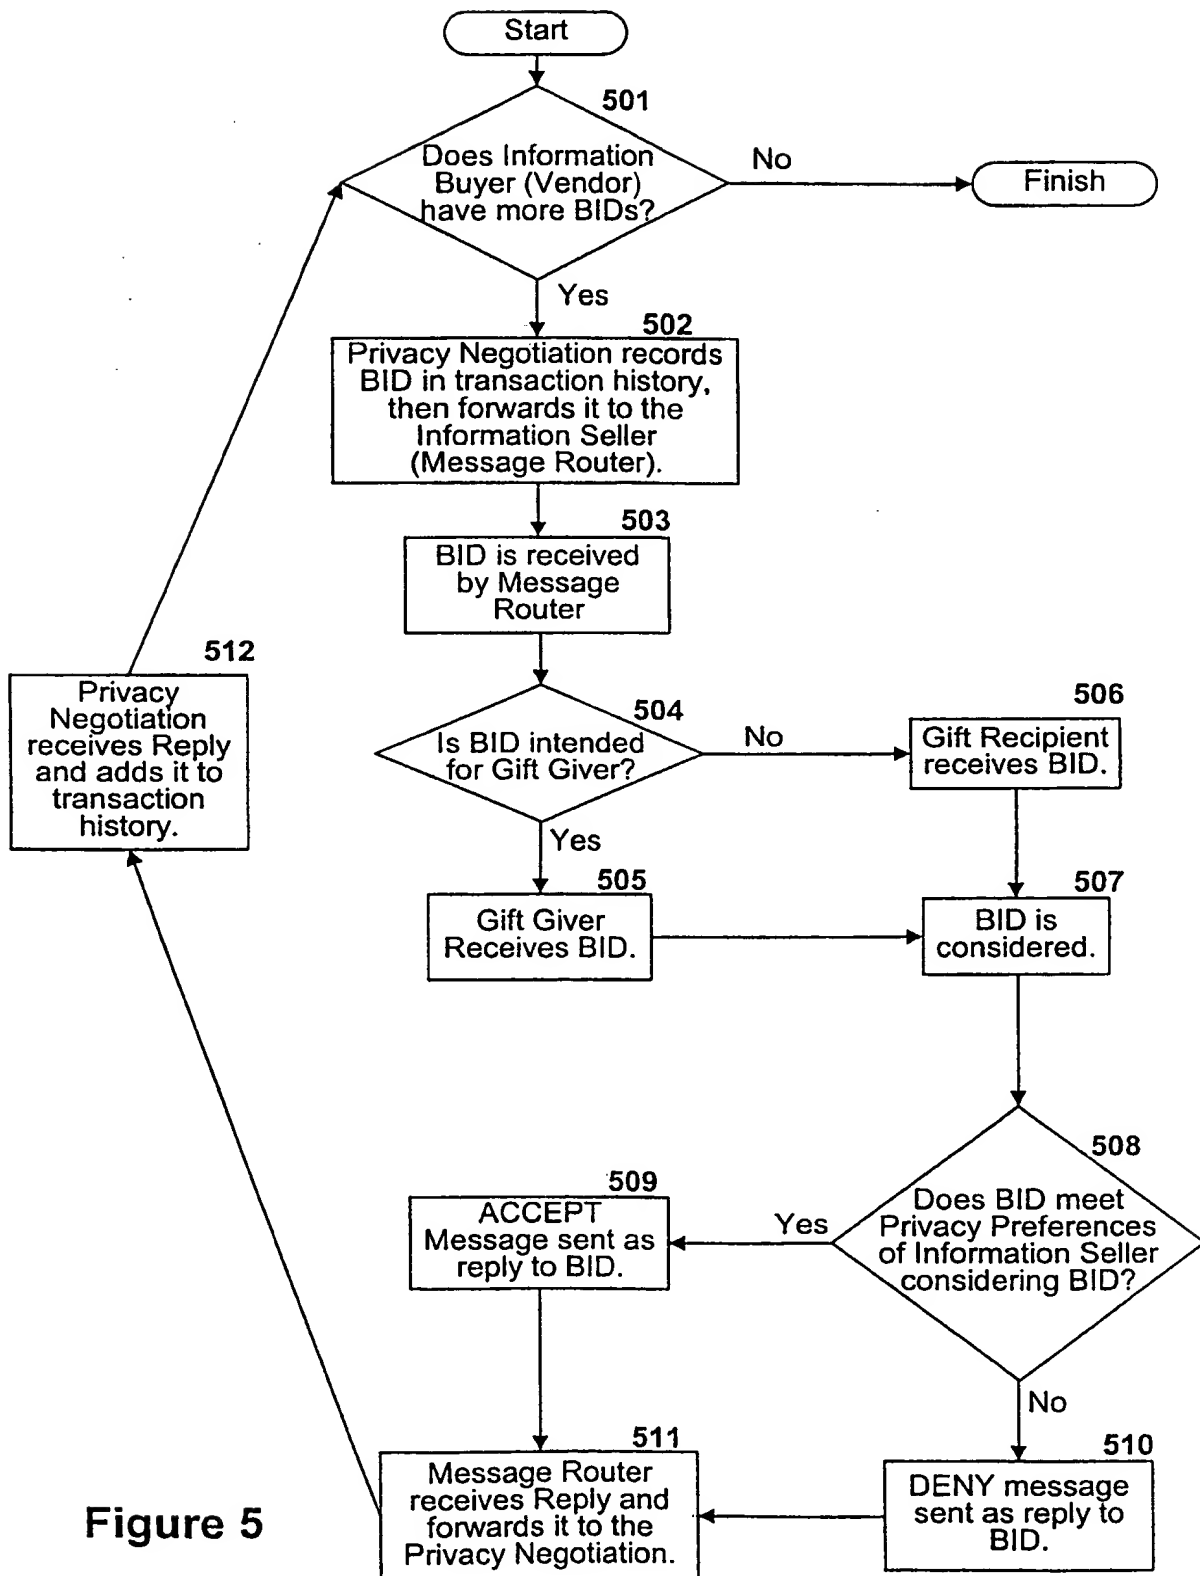 Start
501
Does Information
Buyer (Vendor)
have more BIDs?
No
Finish
Yes
502
Privacy Negotiation records
BID in transaction history,
then forwards it to the
Information Seller
(Message Router).
503
BID is received
by Message
Router
512
Privacy
Negotiation
receives Reply
and adds it to
transaction
history.
504
Is BID intended
for Gift Giver?
No
506
Gift Recipient
receives BID.
Yes
505
Gift Giver
Receives BID.
507
BID is
considered.
508
Does BID meet
Privacy Preferences
of Information Seller
considering BID?
Yes
509
ACCEPT
Message sent as
reply to BID.
No
510
DENY message
sent as reply to
BID.
511
Message Router
receives Reply and
forwards it to the
Privacy Negotiation.
Figure 5